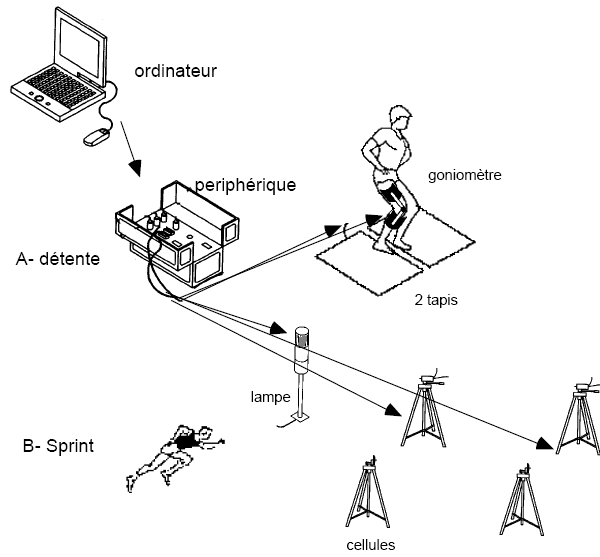 ordinateur
periphérique
goniomètre
A- détente
2 tapis
lampe
B- Sprint
cellules